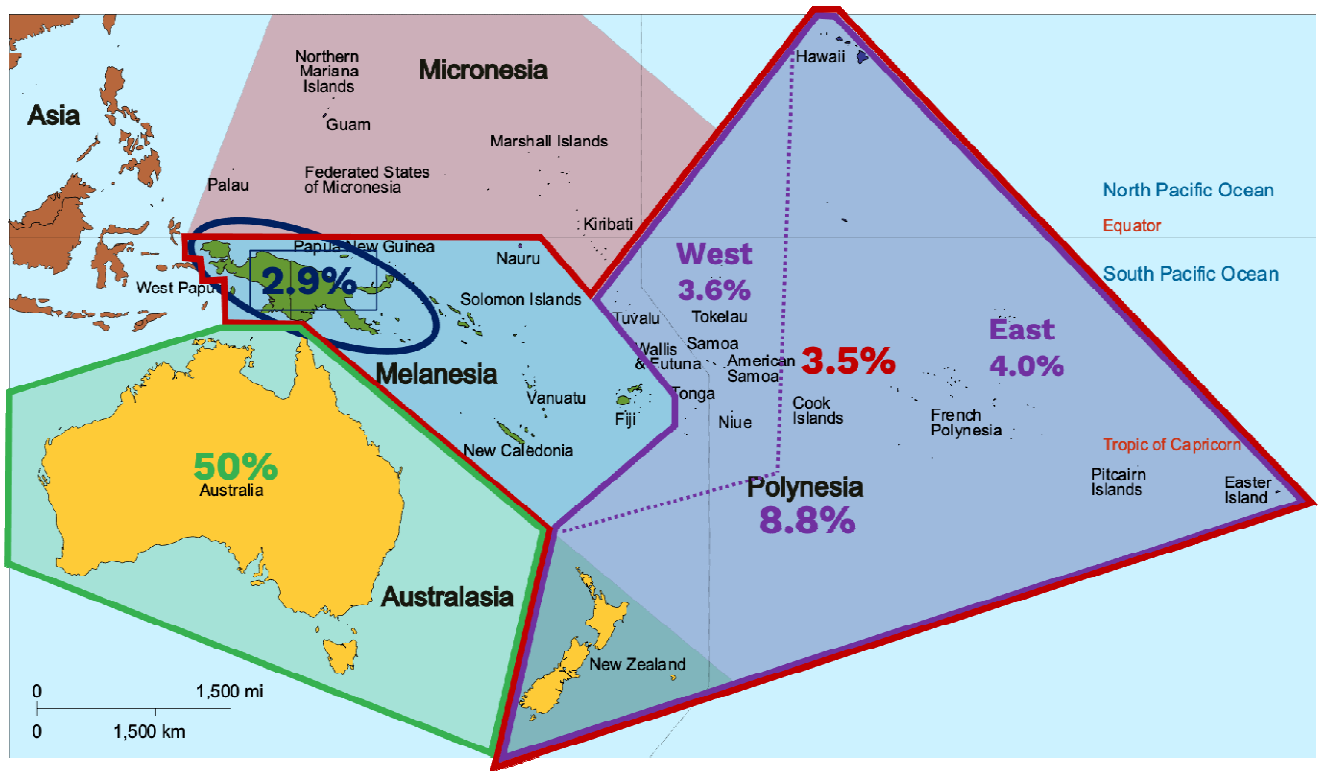 Hawaii
Northern
Mariana
Islands
Micronesia
Asia
Guam
Marshall Islands
Federated States
of Micronesia
Palau
North Pacific Ocean
Kiribati
Equator
Papua New Guinea
Nauru
West
3.6%
South Pacific Ocean
2.9%
West Papu
Solomon Islands
Tuvalu
Tokelau
East
4.0%
Wallis
& Futuna
Samoa
American
Samoa
3.5%
Melanesia
Vanuatu
Tonga
Fiji
Niue
Cook
Islands
French
Polynesia
New Caledonia
Tropic of Capricorn
50%
Australia
Polynesia
8.8%
Pitcairn
Islands
Easter
Island
Australasia
New Zealand
0
1,500 mi
0
1,500 km